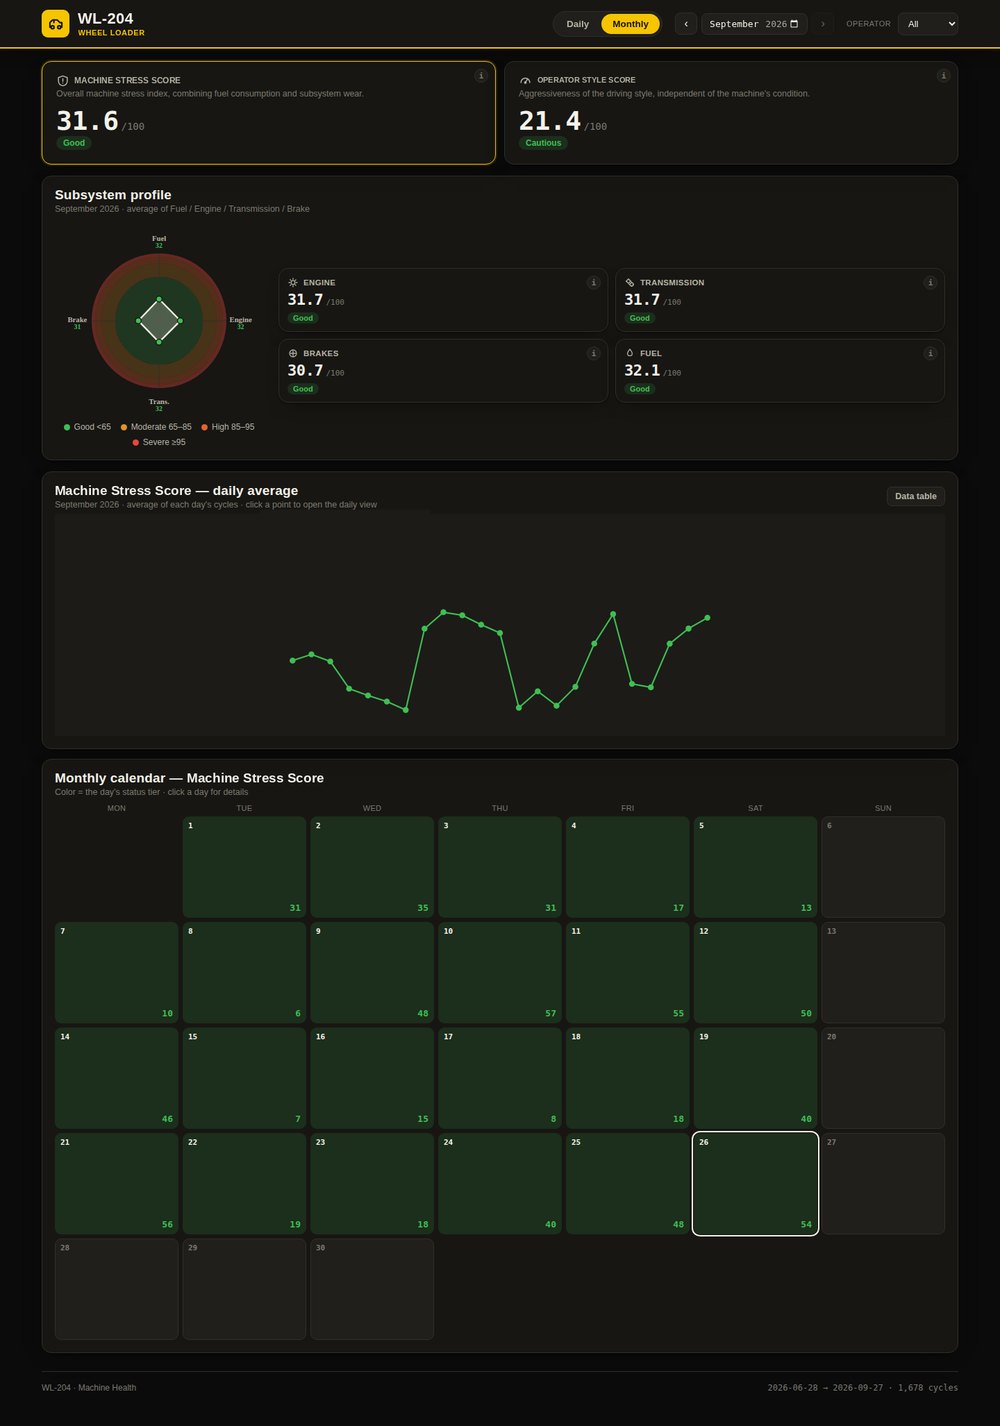 WL-204
WHEEL LOADER
Daily
Monthly
‹
September 2026
›
OPERATOR
All
MACHINE STRESS SCORE
i
Overall machine stress index, combining fuel consumption and subsystem wear.
31.6 /100
Good
OPERATOR STYLE SCORE
i
Aggressiveness of the driving style, independent of the machine's condition.
21.4 /100
Cautious
Subsystem profile
September 2026 · average of Fuel / Engine / Transmission / Brake
Fuel
32
Brake
31
Engine
32
Trans.
32
Good <65
Moderate 65–85
High 85–95
Severe ≥95
ENGINE
i
31.7 /100
Good
TRANSMISSION
i
31.7 /100
Good
BRAKES
i
30.7 /100
Good
FUEL
i
32.1 /100
Good
Machine Stress Score — daily average
September 2026 · average of each day's cycles · click a point to open the daily view
Data table
Monthly calendar — Machine Stress Score
Color = the day's status tier · click a day for details
MON TUE WED THU FRI SAT SUN
1 2 3 4 5 6
31 35 31 17 13
7 8 9 10 11 12 13
10 6 48 57 55 50
14 15 16 17 18 19 20
46 7 15 8 18 40
21 22 23 24 25 26 27
56 19 18 40 48 54
28 29 30
WL-204 · Machine Health
2026-06-28 → 2026-09-27 · 1,678 cycles